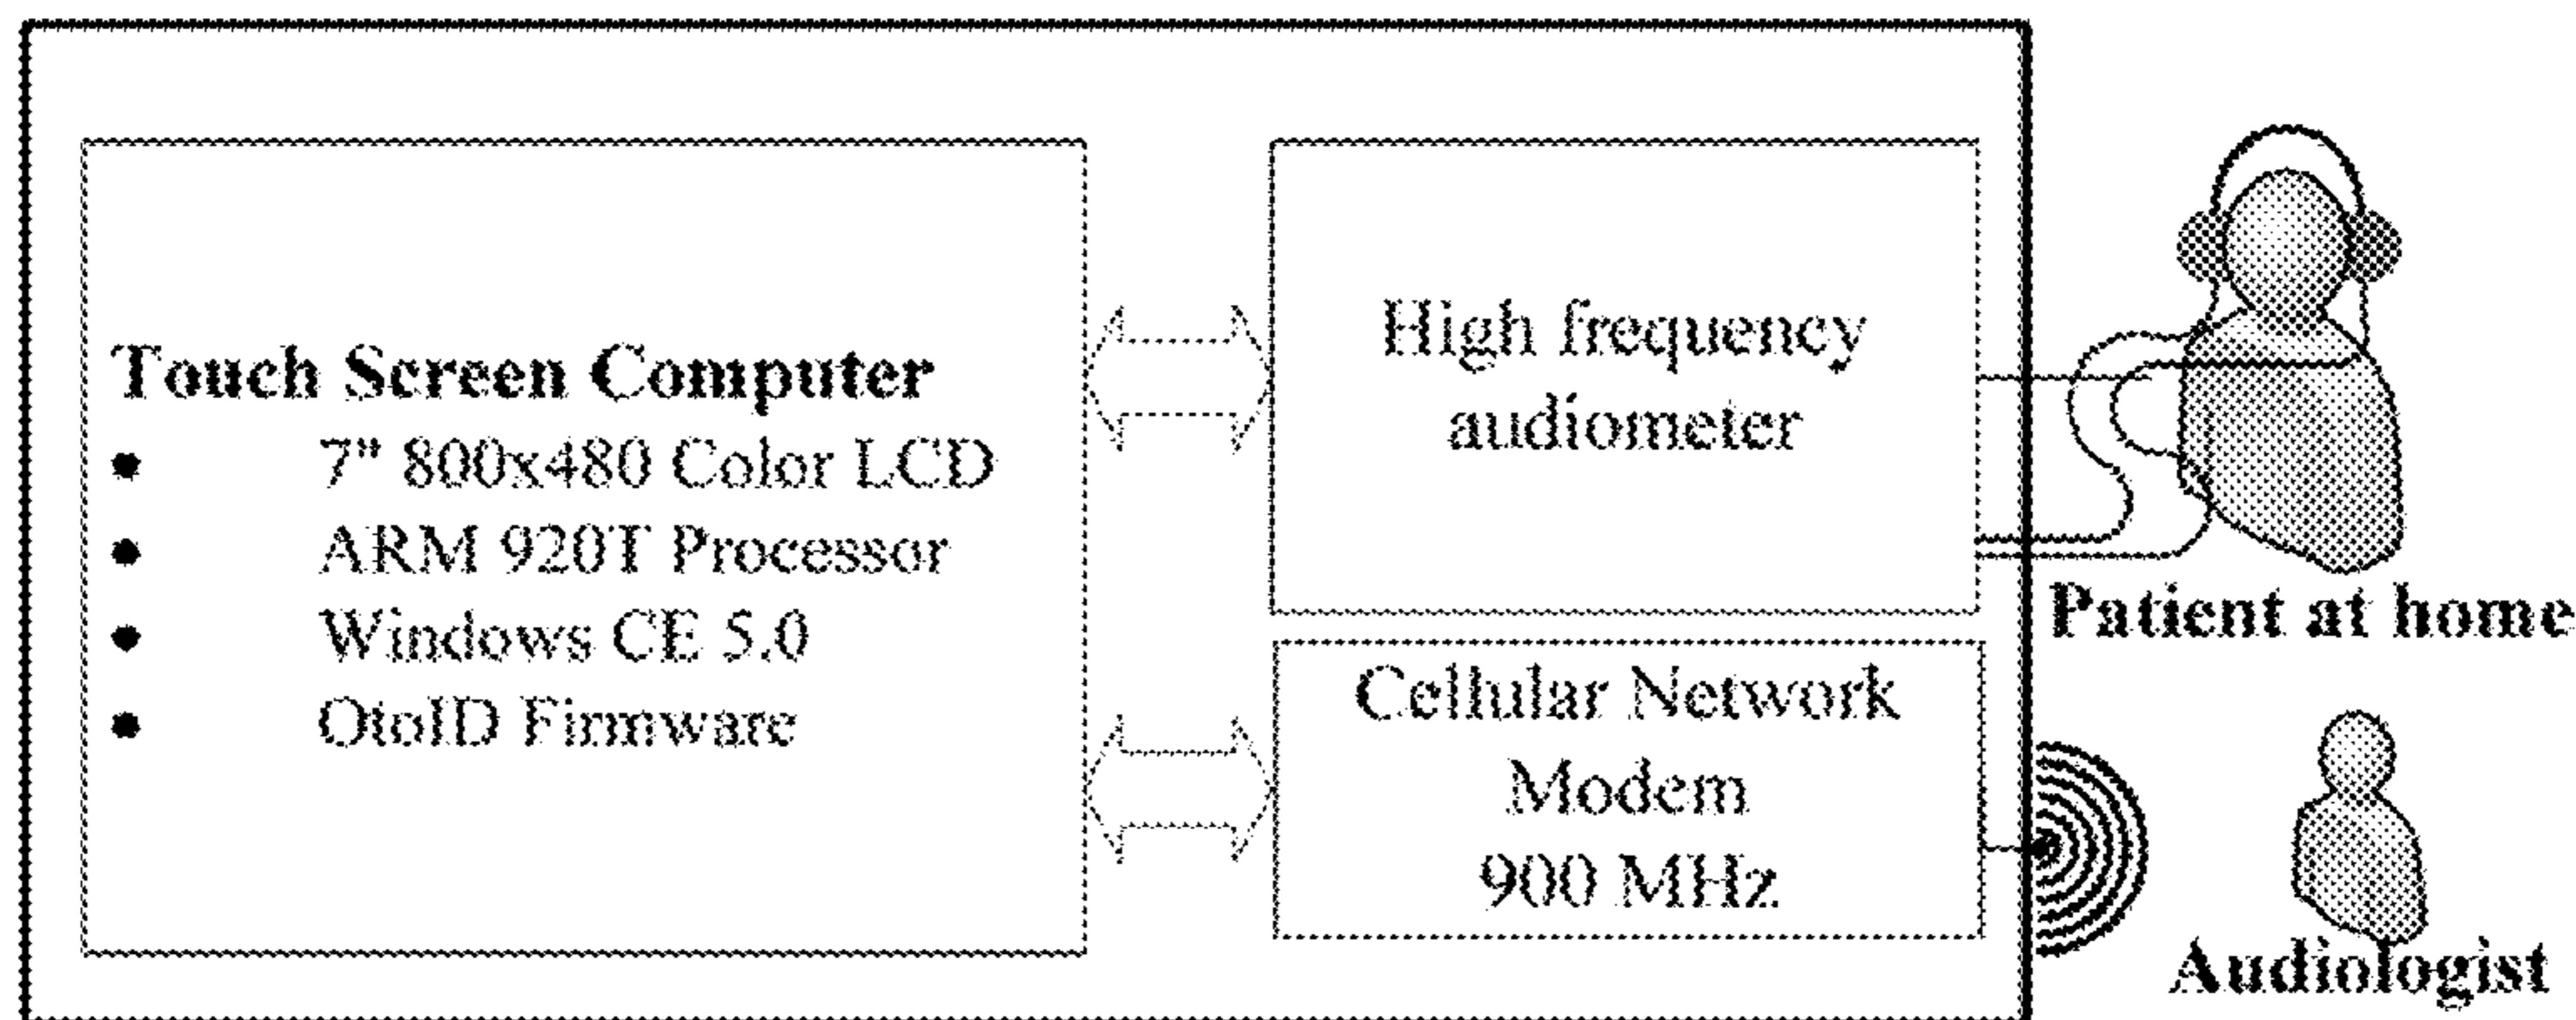 Touch Screen Computer
• 7" 800x480 Color LCD
• ARM 920T Processor
• Windows CE 5.0
• OtoID Firmware
High frequency
audiometer
Cellular Network
Modem
900 MHz
Patient at home
Audiologist